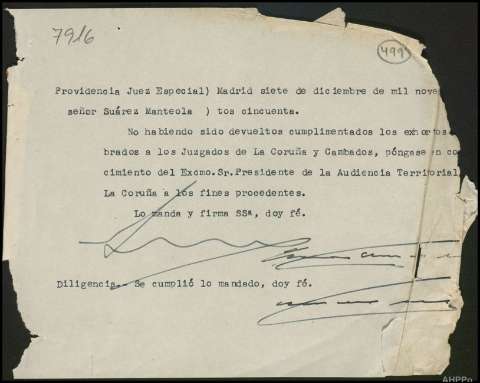 7916
499
Providencia Juez Especial) Madrid siete de diciembre de mil nove
señor Suárez Manteola ) tos cincuenta.
No habiendo sido devueltos cumplimentados los exhortos
brados a los Juzgados de La Coruña y Cambados, póngase en co
cimiento del Excmo.Sr.Presidente de la Audiencia Territorial
La Coruña a los fines procedentes.
Lo manda y firma SSª, doy fé.
Diligencia.- Se cumplió lo mandado, doy fé.
AHPPo